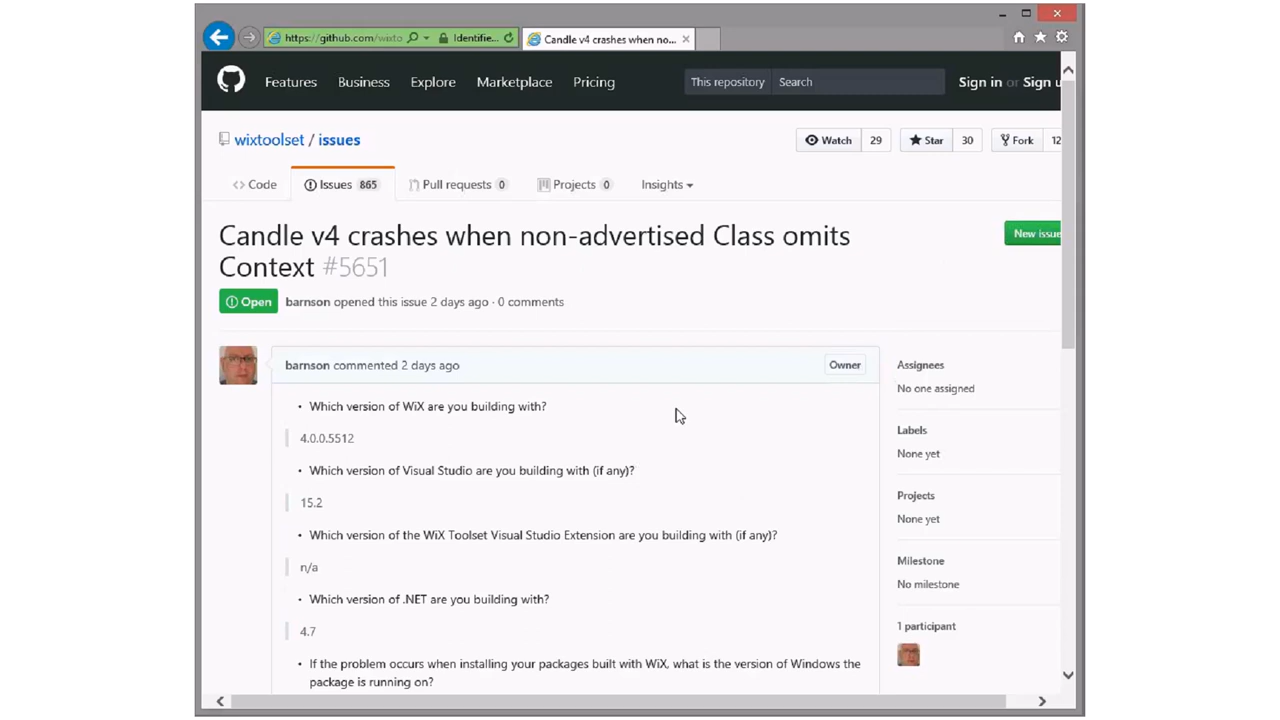 https://github.com/wixto
Identifie...
Candle v4 crashes when no...
Features Business Explore Marketplace Pricing
This repository Search
Sign in or Sign u
wixtoolset / issues
Watch 29 Star 30 Fork 12
Code Issues 865 Pull requests 0 Projects 0 Insights
Candle v4 crashes when non-advertised Class omits
Context #5651
New issue
Open barnson opened this issue 2 days ago · 0 comments
barnson commented 2 days ago Owner
• Which version of WiX are you building with?
4.0.0.5512
• Which version of Visual Studio are you building with (if any)?
15.2
• Which version of the WiX Toolset Visual Studio Extension are you building with (if any)?
n/a
• Which version of .NET are you building with?
4.7
• If the problem occurs when installing your packages built with WiX, what is the version of Windows the
package is running on?
Assignees
No one assigned
Labels
None yet
Projects
None yet
Milestone
No milestone
1 participant